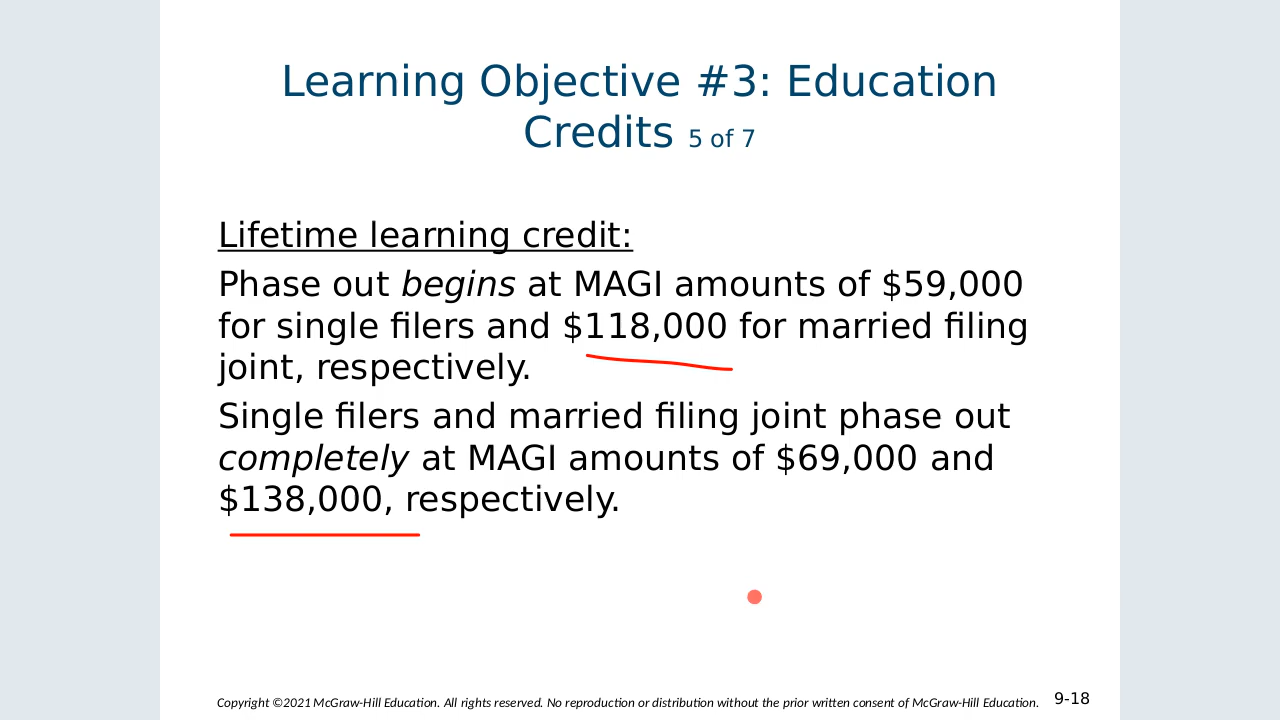 Learning Objective #3: Education
Credits 5 of 7
Lifetime learning credit:
Phase out begins at MAGI amounts of $59,000
for single filers and $118,000 for married filing
joint, respectively.
Single filers and married filing joint phase out
completely at MAGI amounts of $69,000 and
$138,000, respectively.
Copyright ©2021 McGraw-Hill Education. All rights reserved. No reproduction or distribution without the prior written consent of McGraw-Hill Education.
9-18